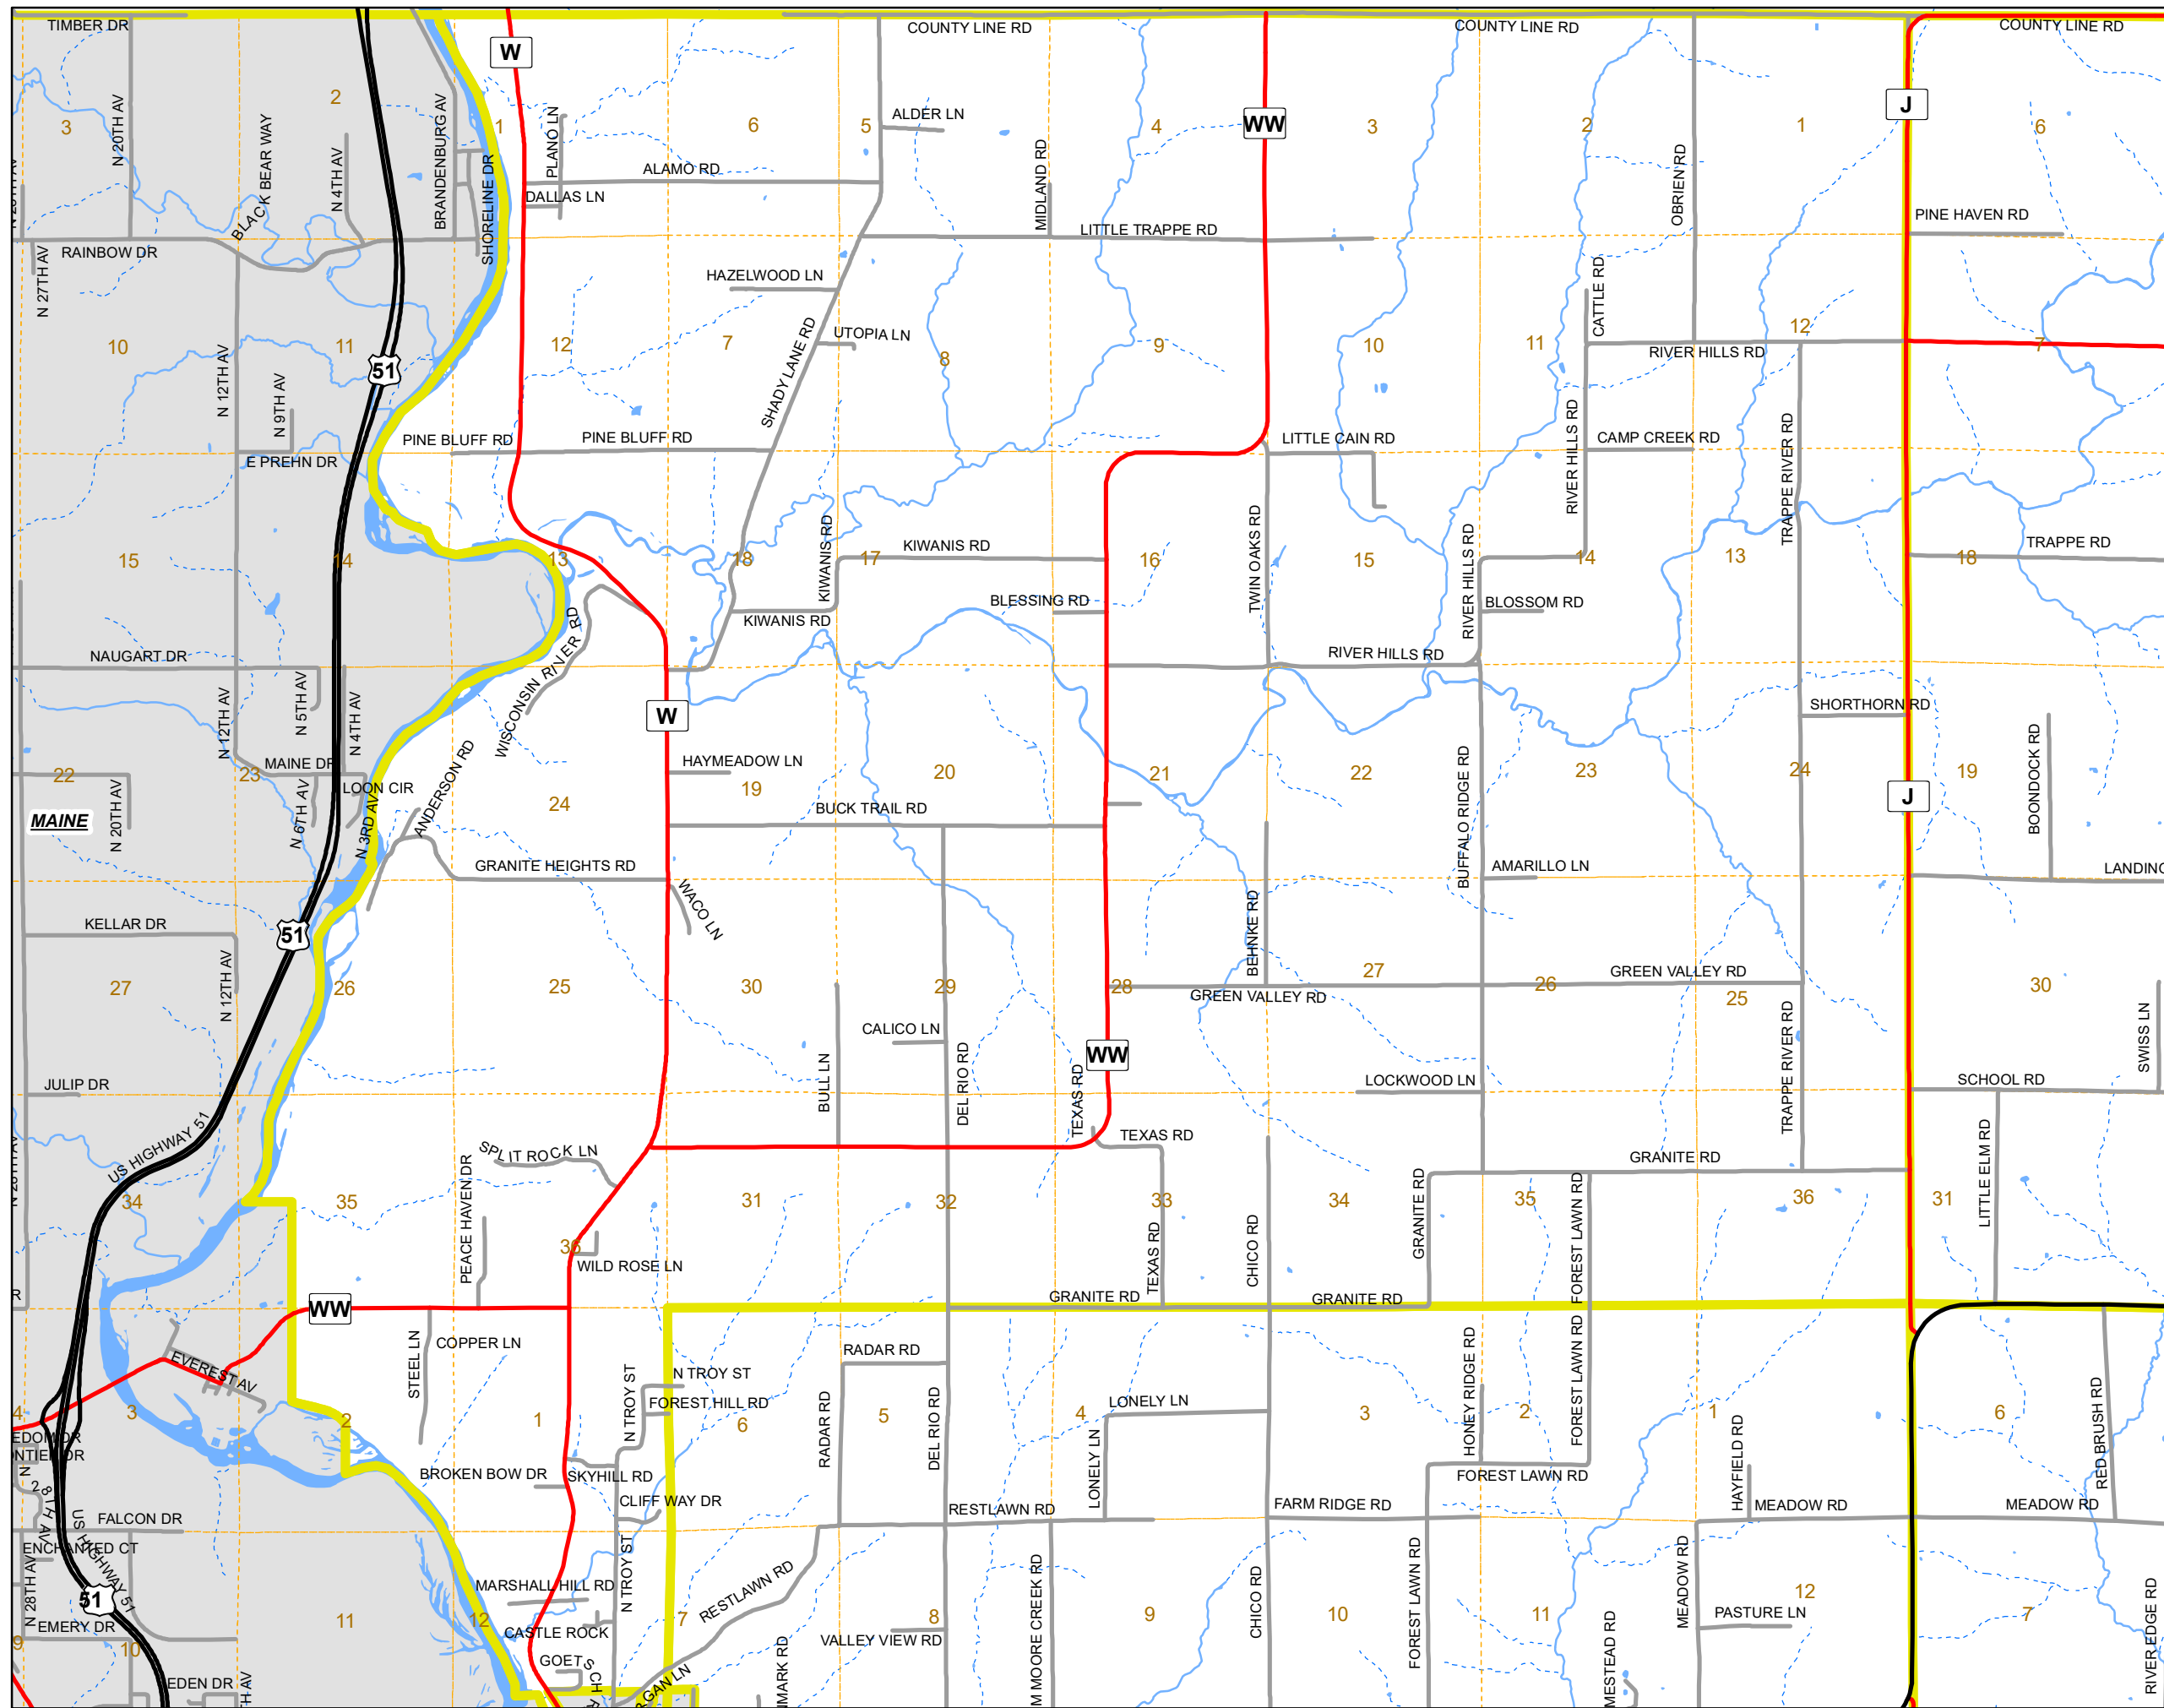 TIMBER DR
W
COUNTY LINE RD
COUNTY LINE RD
COUNTY LINE RD
2
3
N 20TH AV
BLACK BEAR WAY
N 4TH AV
BRANDENBURG AV
1
PLANO LN
6
5
ALDER LN
4
WW
3
2
1
J
6
ALAMO RD
DALLAS LN
MIDLAND RD
OBRIEN RD
SHORELINE DR
LITTLE TRAPPE RD
PINE HAVEN RD
RAINBOW DR
N 27TH AV
HAZELWOOD LN
CATTLE RD
UTOPIA LN
SHADY LANE RD
10
11
12
7
8
9
10
11
12
7
RIVER HILLS RD
51
N 12TH AV
N 9TH AV
PINE BLUFF RD
PINE BLUFF RD
E PREHN DR
LITTLE CAIN RD
RIVER HILLS RD
CAMP CREEK RD
TRAPPE RIVER RD
15
14
13
18
17
KIWANIS RD
KIWANIS RD
16
TWIN OAKS RD
15
RIVER HILLS RD
14
13
18
TRAPPE RD
BLESSING RD
BLOSSOM RD
KIWANIS RD
WISCONSIN RIVER RD
NAUGART DR
RIVER HILLS RD
N 12TH AV
N 5TH AV
N 4TH AV
W
SHORTHORN RD
BOONDOCK RD
22
23
MAINE DR
LOON CIR
ANDERSON RD
HAYMEADOW LN
19
20
21
22
BUFFALO RIDGE RD
23
24
19
J
MAINE
N 20TH AV
N 6TH AV
N 3RD AV
24
BUCK TRAIL RD
GRANITE HEIGHTS RD
AMARILLO LN
WACO LN
KELLAR DR
51
N 12TH AV
BEHNKE RD
27
26
25
30
29
28
27
26
25
30
GREEN VALLEY RD
GREEN VALLEY RD
CALICO LN
BULL LN
DEL RIO RD
WW
TEXAS RD
TRAPPE RIVER RD
SWISS LN
JULIP DR
US HIGHWAY 51
LOCKWOOD LN
SCHOOL RD
SPLIT ROCK LN
TEXAS RD
GRANITE RD
LITTLE ELM RD
34
35
PEACE HAVEN DR
36
31
32
33
TEXAS RD
CHICO RD
34
GRANITE RD
35
FOREST LAWN RD
36
31
WILD ROSE LN
WW
GRANITE RD
GRANITE RD
COPPER LN
STEEL LN
RADAR RD
EVEREST AV
N TROY ST
N TROY ST
FOREST HILL RD
HONEY RIDGE RD
FOREST LAWN RD
RED BRUSH RD
4
3
2
1
6
5
4
LONELY LN
LONELY LN
3
2
1
6
RADAR RD
DEL RIO RD
HAYFIELD RD
BROKEN BOW DR
SKYHILL RD
FOREST LAWN RD
CLIFF WAY DR
RESTLAWN RD
FARM RIDGE RD
MEADOW RD
MEADOW RD
N 28TH AV
US HIGHWAY 51
FALCON DR
ENCHANTED CT
N 28TH AV
51
EMERY DR
MARSHALL HILL RD
N TROY ST
RESTLAWN RD
CASTLE ROCK
VALLEY VIEW RD
CHICO RD
FOREST LAWN RD
MEADOW RD
PASTURE LN
RIVER EDGE RD
9
10
11
12
7
8
9
10
11
12
7
EDEN DR